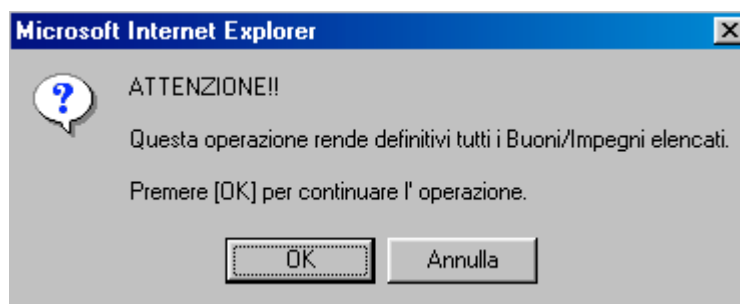 Microsoft Internet Explorer
ATTENZIONE!!
Questa operazione rende definitivi tutti i Buoni/Impegni elencati.
Premere [OK] per continuare l' operazione.
OK
Annulla